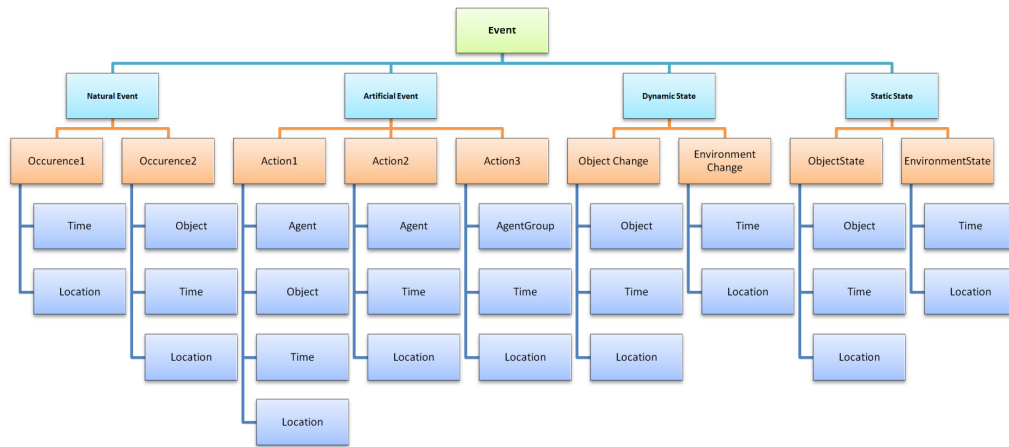 Event
Natural Event
Artificial Event
Dynamic State
Static State
Occurence1
Occurence2
Action1
Action2
Action3
Object Change
Environment
Change
ObjectState
EnvironmentState
Time
Object
Agent
Agent
AgentGroup
Object
Time
Object
Time
Location
Time
Object
Time
Time
Time
Location
Time
Location
Location
Time
Location
Location
Location
Location
Location